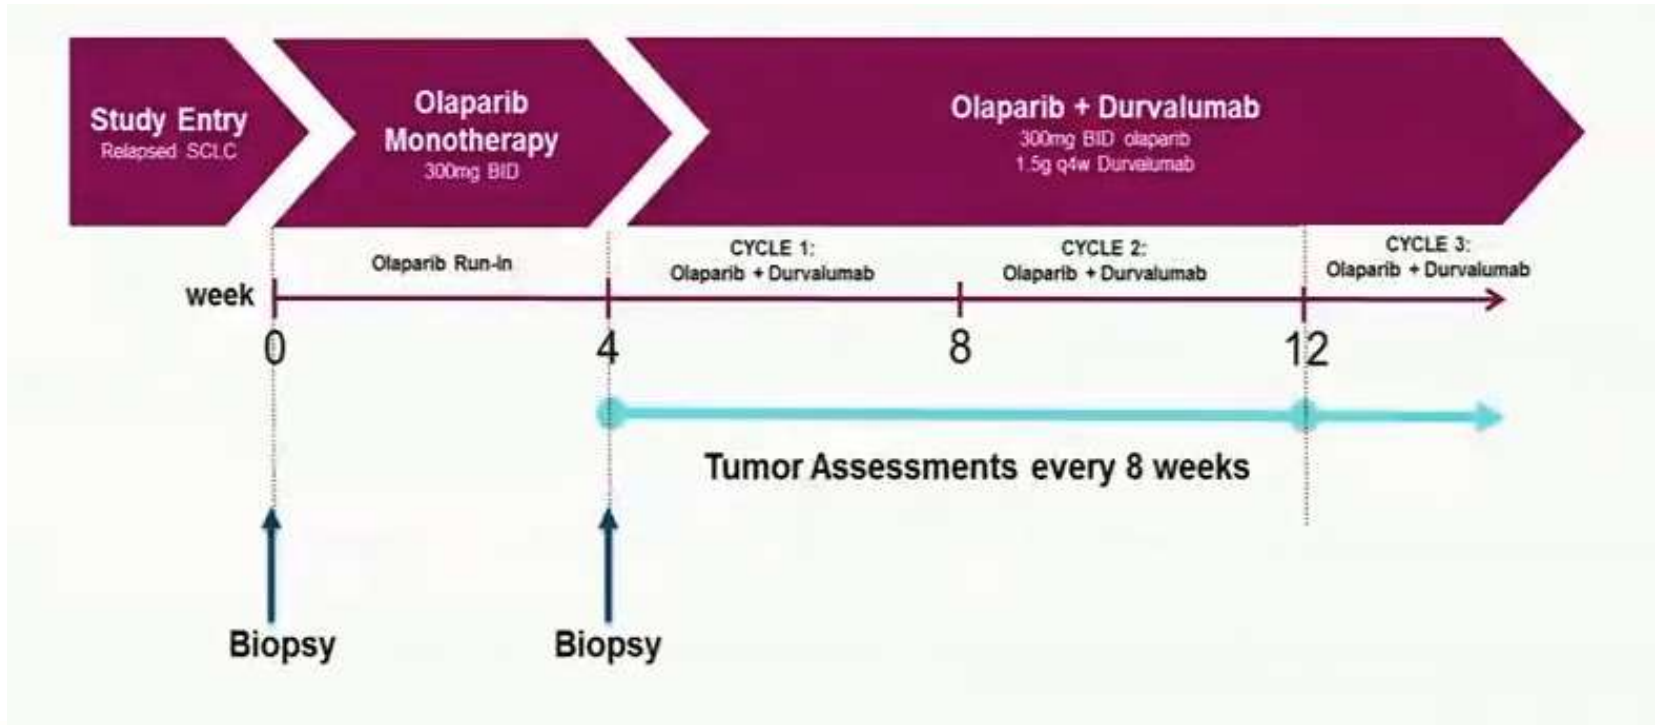 Study Entry
Relapsed SCLC
Olaparib
Monotherapy
300mg BID
Olaparib + Durvalumab
300mg BID olaparib
1.5g q4w Durvalumab
Olaparib Run-In
CYCLE 1:
Olaparib + Durvalumab
CYCLE 2:
Olaparib + Durvalumab
CYCLE 3:
Olaparib + Durvalumab
week
0
4
8
12
Tumor Assessments every 8 weeks
Biopsy
Biopsy